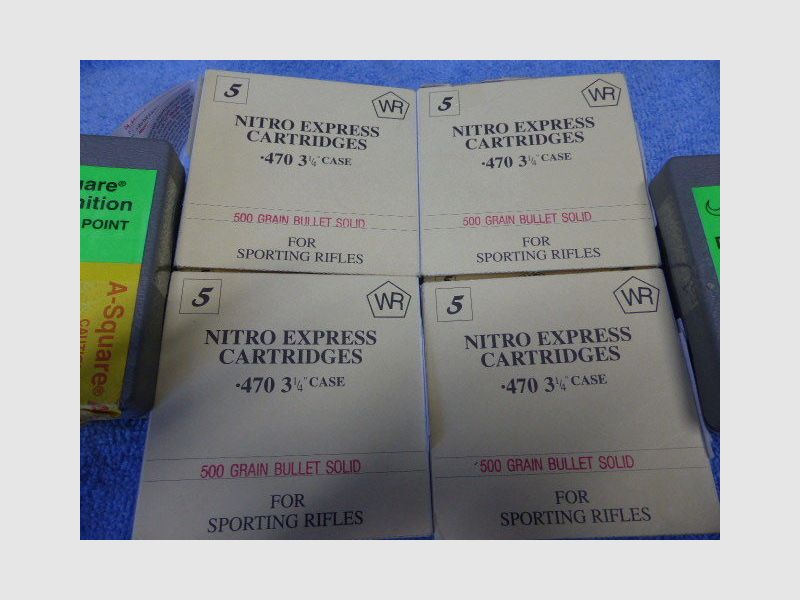 5
WR
NITRO EXPRESS
CARTRIDGES
·470 3¼" CASE
500 GRAIN BULLET SOLID
FOR
SPORTING RIFLES
5
WR
NITRO EXPRESS
CARTRIDGES
·470 3¼" CASE
500 GRAIN BULLET SOLID
FOR
SPORTING RIFLES
uare®
nition
POINT
A-Square®
5
WR
NITRO EXPRESS
CARTRIDGES
·470 3¼" CASE
500 GRAIN BULLET SOLID
FOR
SPORTING RIFLES
5
WR
NITRO EXPRESS
CARTRIDGES
·470 3¼" CASE
500 GRAIN BULLET SOLID
FOR
SPORTING RIFLES